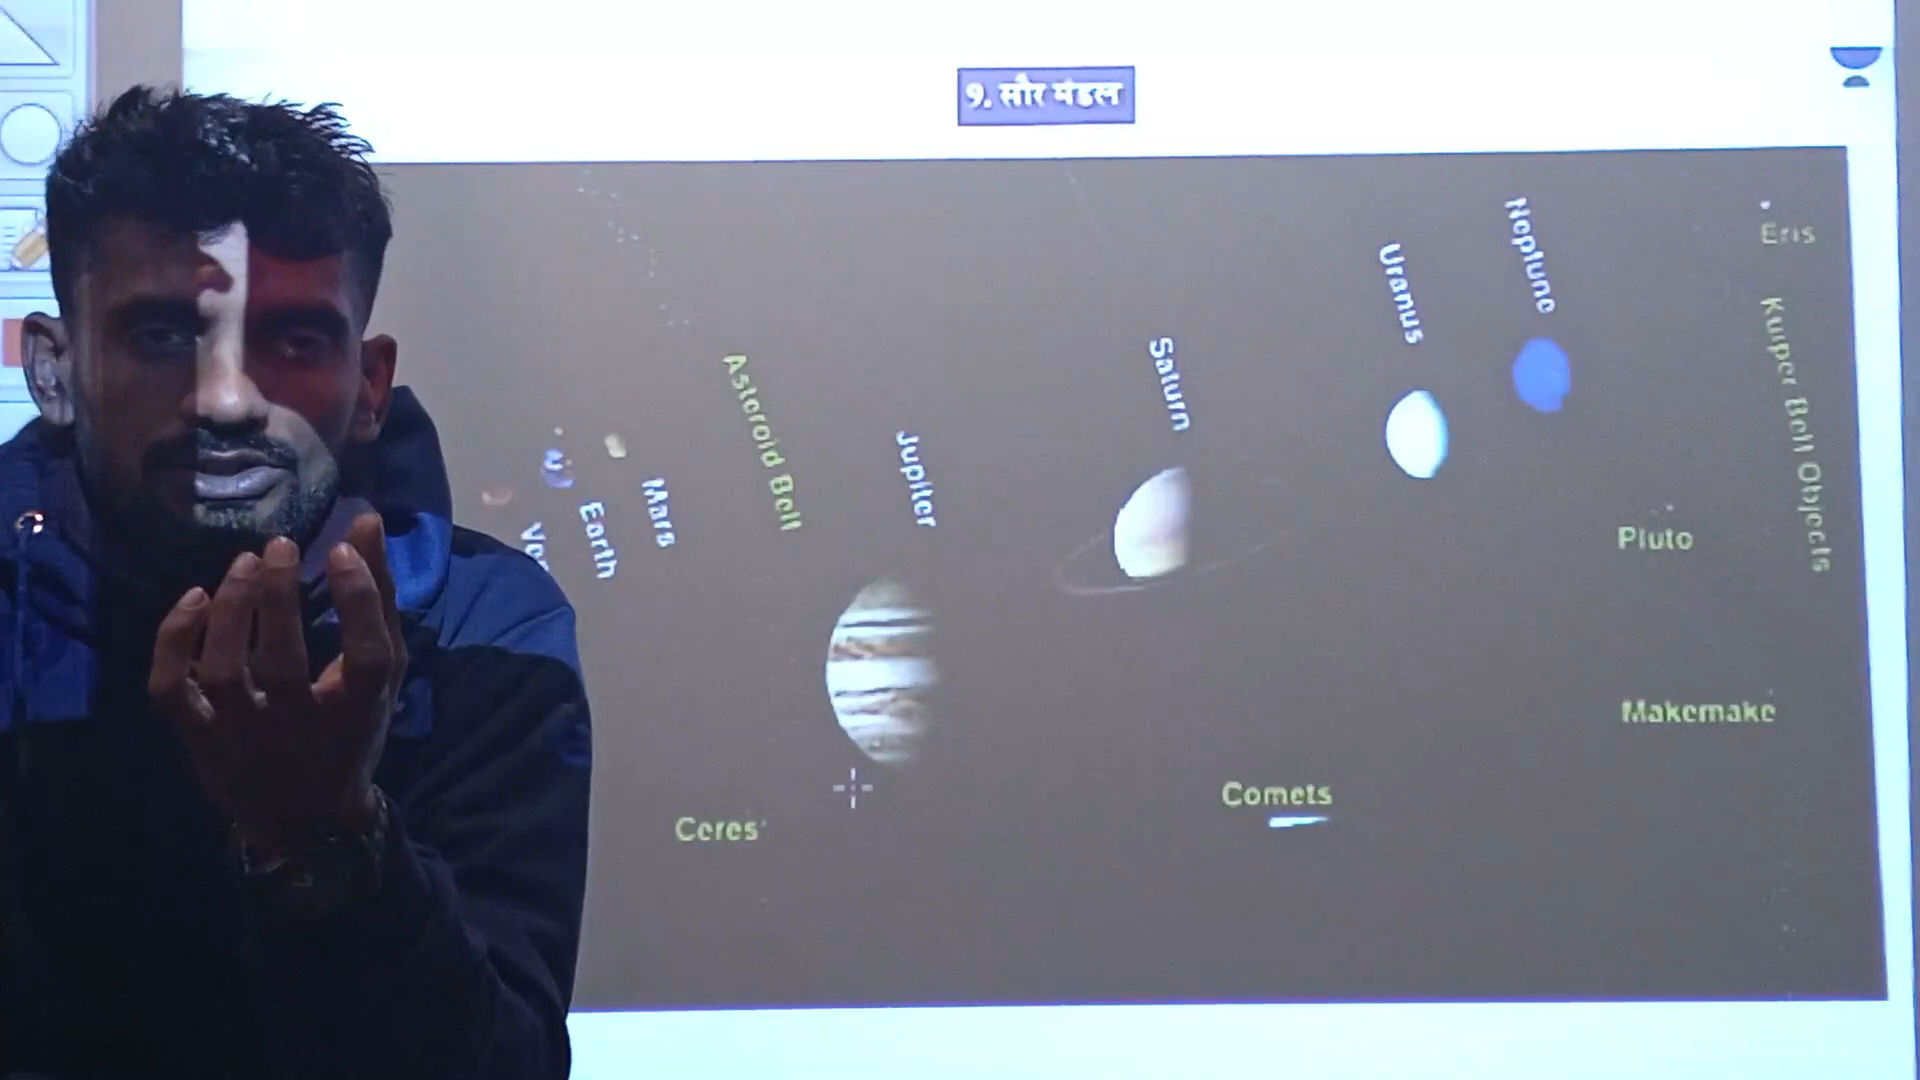 9. सौर मंडल
Neptune
Eris
Uranus
Kuiper Belt Objects
Saturn
Asteroid Belt
Jupiter
Mars
Earth
Pluto
Makemake
Comets
Ceres